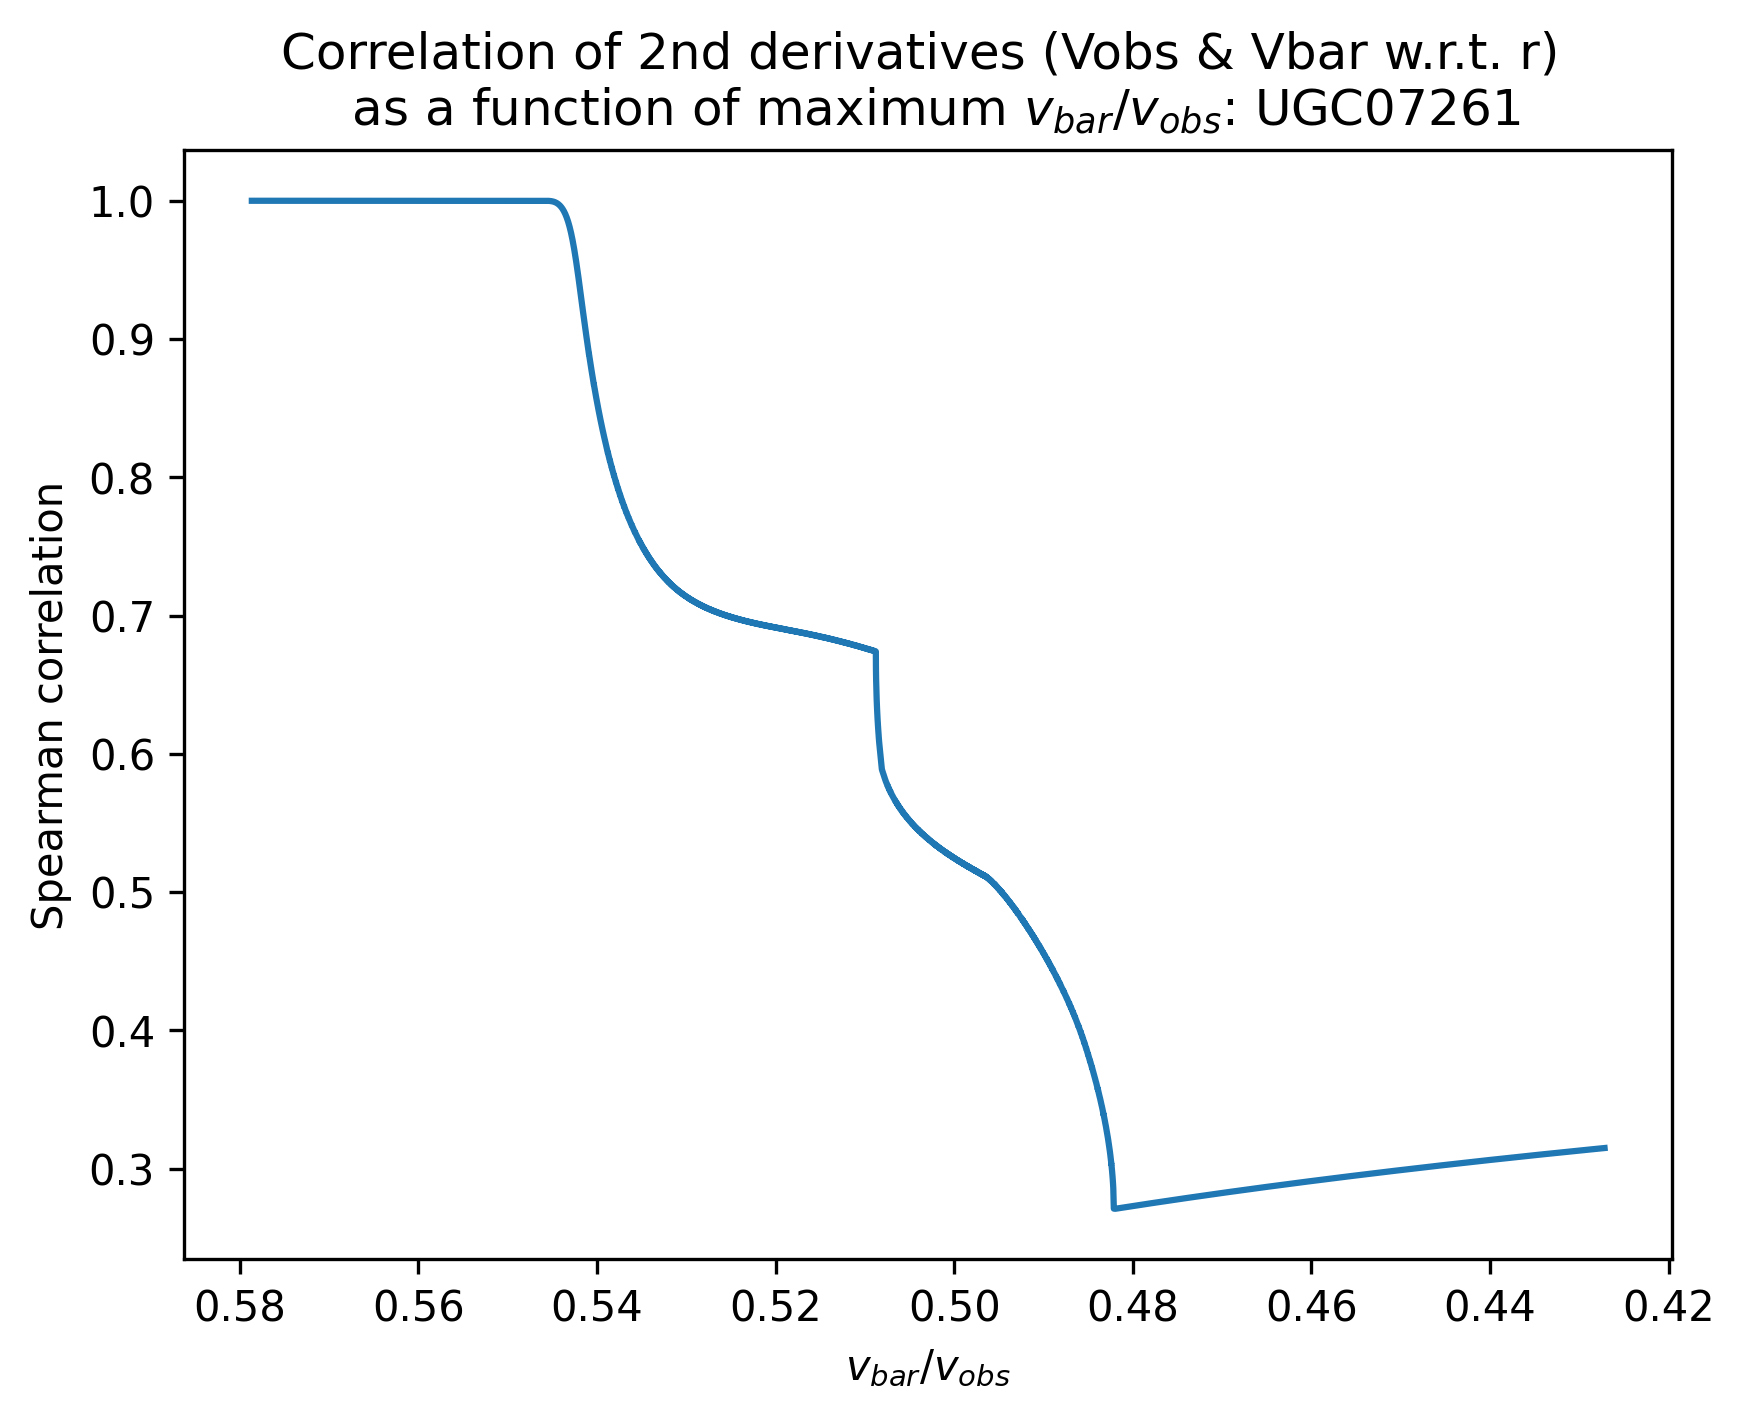 Correlation of 2nd derivatives (Vobs & Vbar w.r.t. r)
as a function of maximum v_bar/v_obs: UGC07261
Spearman correlation
1.0
0.9
0.8
0.7
0.6
0.5
0.4
0.3
0.58 0.56 0.54 0.52 0.50 0.48 0.46 0.44 0.42
v_bar/v_obs